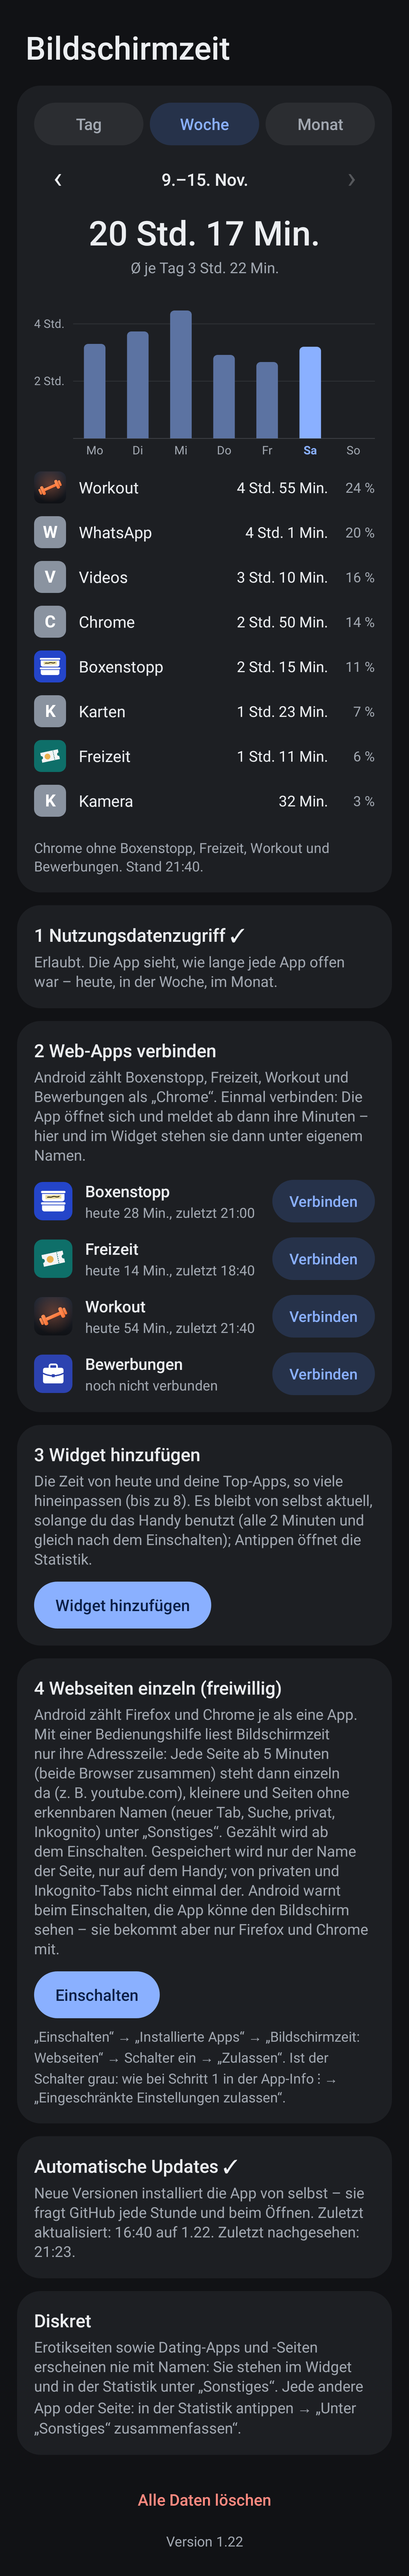 Bildschirmzeit
Tag Woche Monat
‹ 9.–15. Nov. ›
20 Std. 17 Min.
Ø je Tag 3 Std. 22 Min.
4 Std.
2 Std.
Mo Di Mi Do Fr Sa So
Workout 4 Std. 55 Min. 24 %
W WhatsApp 4 Std. 1 Min. 20 %
V Videos 3 Std. 10 Min. 16 %
C Chrome 2 Std. 50 Min. 14 %
Boxenstopp 2 Std. 15 Min. 11 %
K Karten 1 Std. 23 Min. 7 %
Freizeit 1 Std. 11 Min. 6 %
K Kamera 32 Min. 3 %
Chrome ohne Boxenstopp, Freizeit, Workout und
Bewerbungen. Stand 21:40.
1 Nutzungsdatenzugriff ✓
Erlaubt. Die App sieht, wie lange jede App offen
war – heute, in der Woche, im Monat.
2 Web-Apps verbinden
Android zählt Boxenstopp, Freizeit, Workout und
Bewerbungen als „Chrome“. Einmal verbinden: Die
App öffnet sich und meldet ab dann ihre Minuten –
hier und im Widget stehen sie dann unter eigenem
Namen.
Boxenstopp
heute 28 Min., zuletzt 21:00
Verbinden
Freizeit
heute 14 Min., zuletzt 18:40
Verbinden
Workout
heute 54 Min., zuletzt 21:40
Verbinden
Bewerbungen
noch nicht verbunden
Verbinden
3 Widget hinzufügen
Die Zeit von heute und deine Top-Apps, so viele
hineinpassen (bis zu 8). Es bleibt von selbst aktuell,
solange du das Handy benutzt (alle 2 Minuten und
gleich nach dem Einschalten); Antippen öffnet die
Statistik.
Widget hinzufügen
4 Webseiten einzeln (freiwillig)
Android zählt Firefox und Chrome je als eine App.
Mit einer Bedienungshilfe liest Bildschirmzeit
nur ihre Adresszeile: Jede Seite ab 5 Minuten
(beide Browser zusammen) steht dann einzeln
da (z. B. youtube.com), kleinere und Seiten ohne
erkennbaren Namen (neuer Tab, Suche, privat,
Inkognito) unter „Sonstiges“. Gezählt wird ab
dem Einschalten. Gespeichert wird nur der Name
der Seite, nur auf dem Handy; von privaten und
Inkognito-Tabs nicht einmal der. Android warnt
beim Einschalten, die App könne den Bildschirm
sehen – sie bekommt aber nur Firefox und Chrome
mit.
Einschalten
„Einschalten“ → „Installierte Apps“ → „Bildschirmzeit:
Webseiten“ → Schalter ein → „Zulassen“. Ist der
Schalter grau: wie bei Schritt 1 in der App-Info ⋮ →
„Eingeschränkte Einstellungen zulassen“.
Automatische Updates ✓
Neue Versionen installiert die App von selbst – sie
fragt GitHub jede Stunde und beim Öffnen. Zuletzt
aktualisiert: 16:40 auf 1.22. Zuletzt nachgesehen:
21:23.
Diskret
Erotikseiten sowie Dating-Apps und -Seiten
erscheinen nie mit Namen: Sie stehen im Widget
und in der Statistik unter „Sonstiges“. Jede andere
App oder Seite: in der Statistik antippen → „Unter
„Sonstiges“ zusammenfassen“.
Alle Daten löschen
Version 1.22